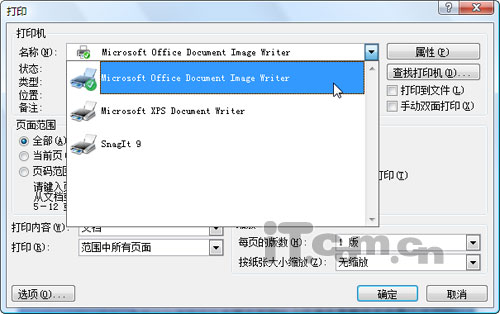 打印
打印机
名称(N): Microsoft Office Document Image Writer 属性(P)
状态: Microsoft Office Document Image Writer 查找打印机(D)...
类型: 打印到文件(L)
位置: Microsoft XPS Document Writer 手动双面打印(X)
备注:
页面范围 SnagIt 9
全部(A)
当前页(
页码范围
请键入页
从文档
5-12 打(T)
打印内容(W): 文档
每页的版数(H): 版
打印(R): 范围中所有页面 按纸张大小缩放(Z): 无缩放
iTcom.cn
选项(O)... 确定 取消